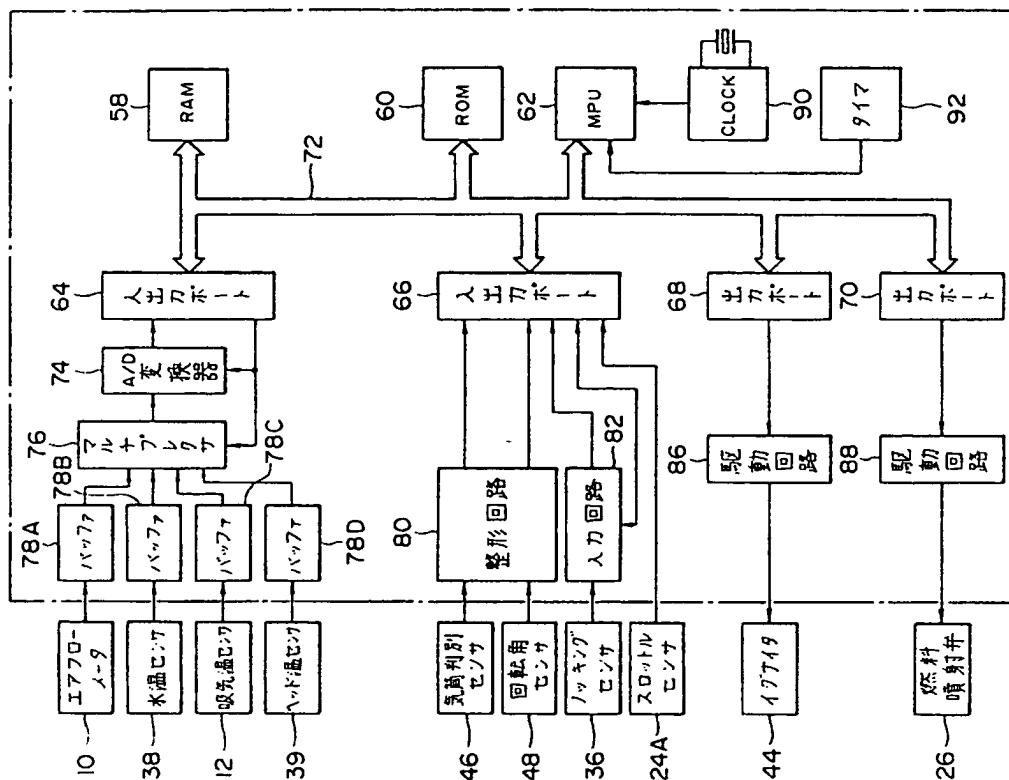 58
RAM
60
ROM
62
MPU
CLOCK
90
タイマ
92
72
64
入出力ポート
74
A/D
変換器
76
マルチプレクサ
78A
バッファ
78B
バッファ
78C
バッファ
78D
バッファ
エアフロー
メータ
10
水温センサ
38
吸気温センサ
12
ヘッド温センサ
39
66
入出力ポート
80
整形回路
82
入力回路
気筒判別
センサ
46
回転用
センサ
48
ノッキング
センサ
36
スロットル
センサ
24A
68
出力ポート
86
駆動回路
イグナイタ
44
70
出力ポート
88
駆動回路
燃料
噴射弁
26